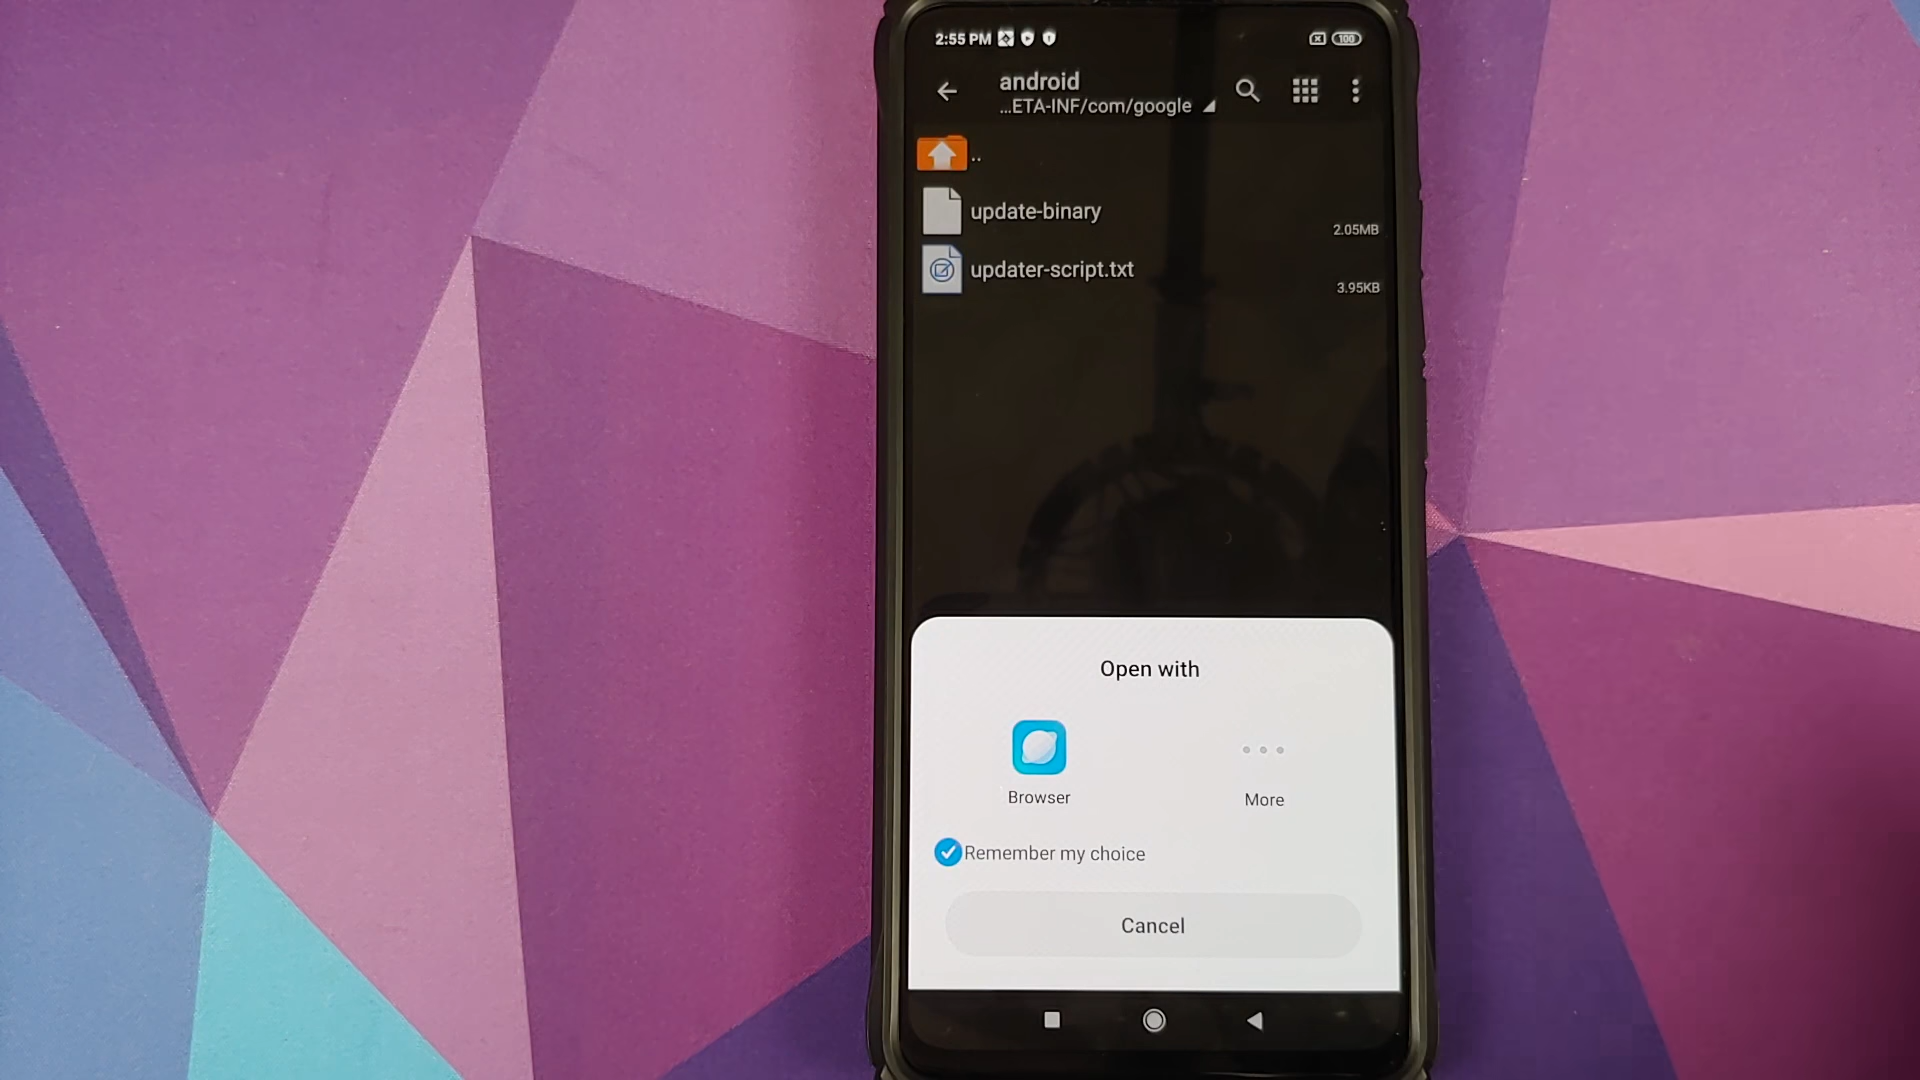 2:55 PM
100
android
...ETA-INF/com/google
..
update-binary
2.05MB
updater-script.txt
3.95KB
Open with
Browser
More
Remember my choice
Cancel